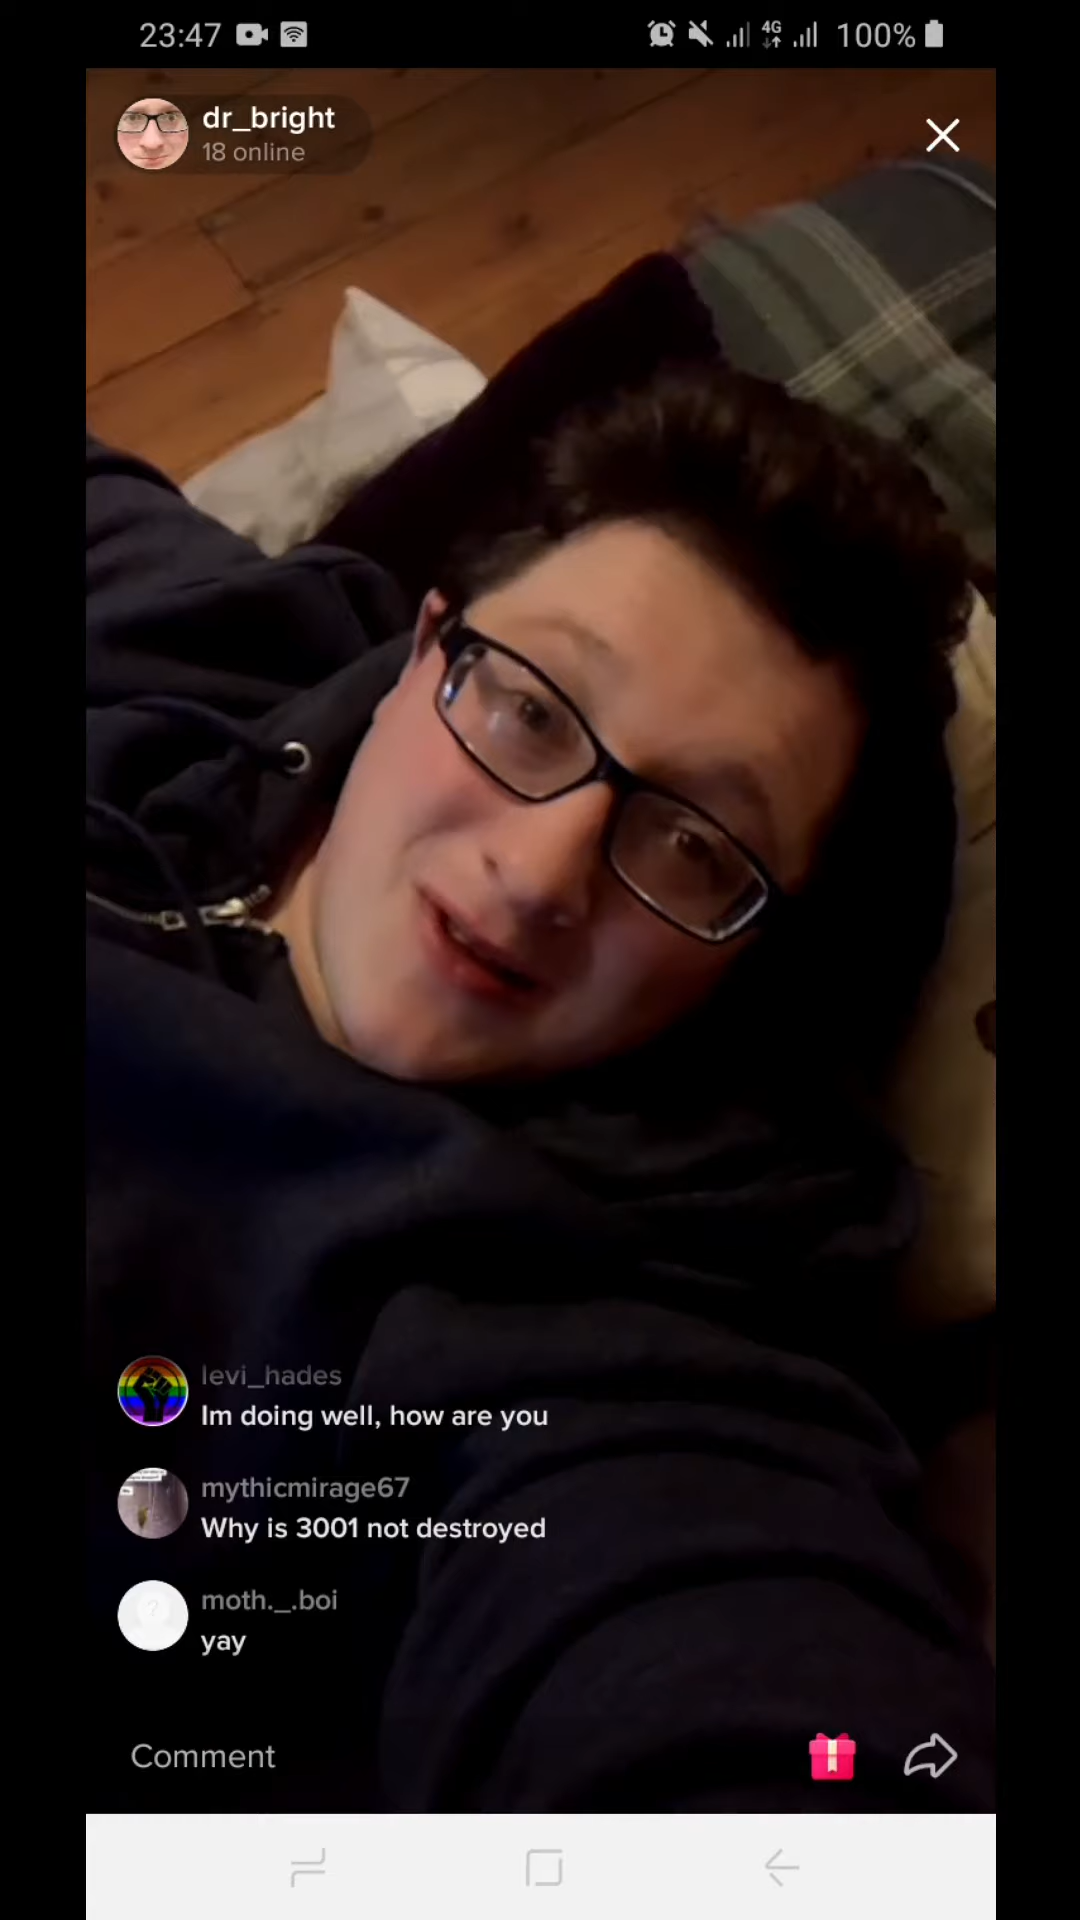 23:47 4G 100%
dr_bright
18 online
levi_hades
Im doing well, how are you
mythicmirage67
Why is 3001 not destroyed
moth._.boi
yay
Comment